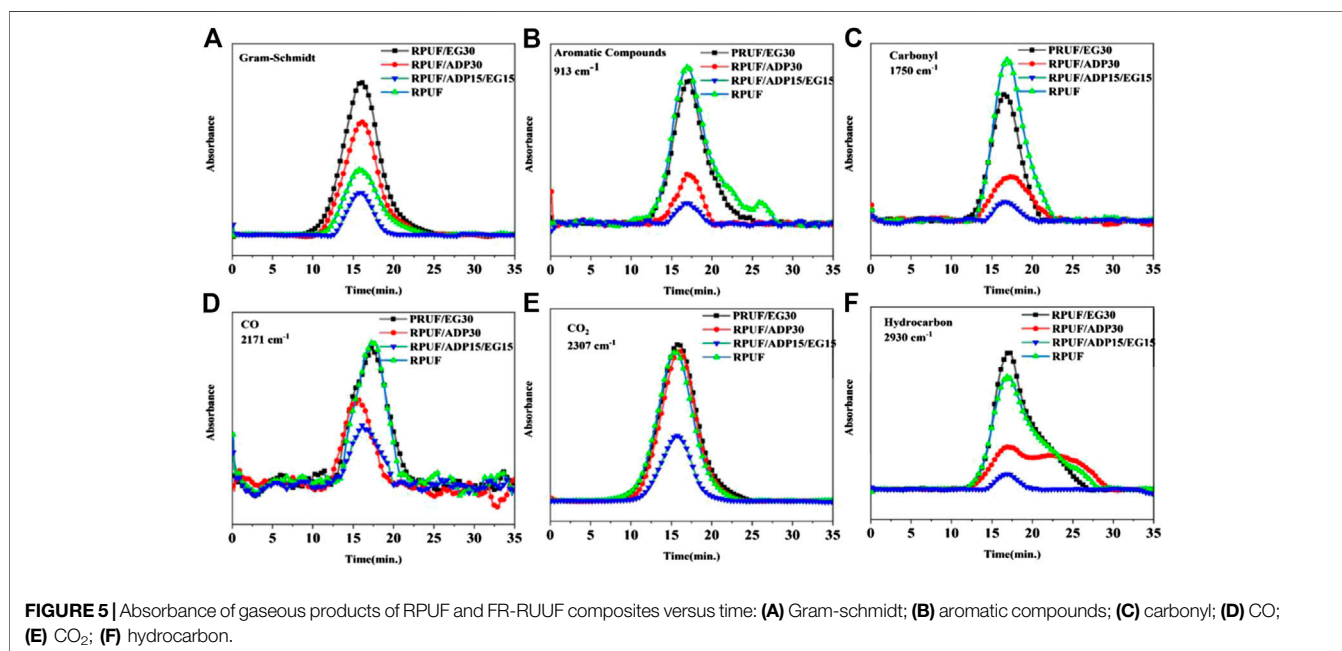 A
Gram-Schmidt
RPUF/EG30
RPUF/ADP30
RPUF/ADP15/EG15
RPUF
Absorbance
0 5 10 15 20 25 30 35
Time(min.)
B
Aromatic Compounds
913 cm⁻¹
PRUF/EG30
RPUF/ADP30
RPUF/ADP15/EG15
RPUF
Absorbance
0 5 10 15 20 25 30 35
Time(min.)
C
Carbonyl
1750 cm⁻¹
PRUF/EG30
RPUF/ADP30
RPUF/ADP15/EG15
RPUF
Absorbance
0 5 10 15 20 25 30 35
Time(min.)
D
CO
2171 cm⁻¹
PRUF/EG30
RPUF/ADP30
RPUF/ADP15/EG15
RPUF
Absorbance
0 5 10 15 20 25 30 35
Time(min.)
E
CO₂
2307 cm⁻¹
PRUF/EG30
RPUF/ADP30
RPUF/ADP15/EG15
RPUF
Absorbance
0 5 10 15 20 25 30 35
Time(min.)
F
Hydrocarbon
2930 cm⁻¹
RPUF/EG30
RPUF/ADP30
RPUF/ADP15/EG15
RPUF
Absorbance
0 5 10 15 20 25 30 35
Time(min.)
FIGURE 5 | Absorbance of gaseous products of RPUF and FR-RUUF composites versus time: (A) Gram-schmidt; (B) aromatic compounds; (C) carbonyl; (D) CO;
(E) CO₂; (F) hydrocarbon.